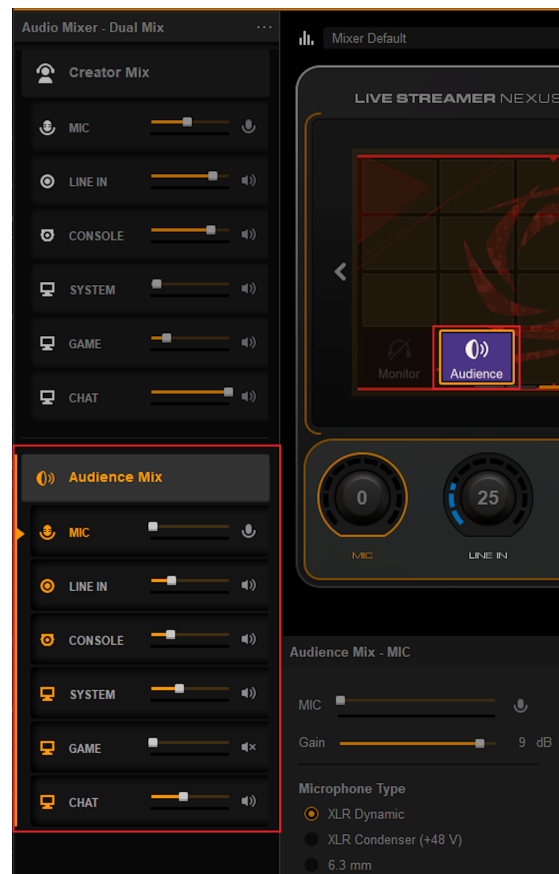 Audio Mixer - Dual Mix
Creator Mix
MIC
LINE IN
CONSOLE
SYSTEM
GAME
CHAT
Audience Mix
MIC
LINE IN
CONSOLE
SYSTEM
GAME
CHAT
Mixer Default
LIVE STREAMER NEXUS
Monitor
Audience
0
25
MIC
LINE IN
Audience Mix - MIC
MIC
Gain 9 dB
Microphone Type
XLR Dynamic
XLR Condenser (+48 V)
6.3 mm